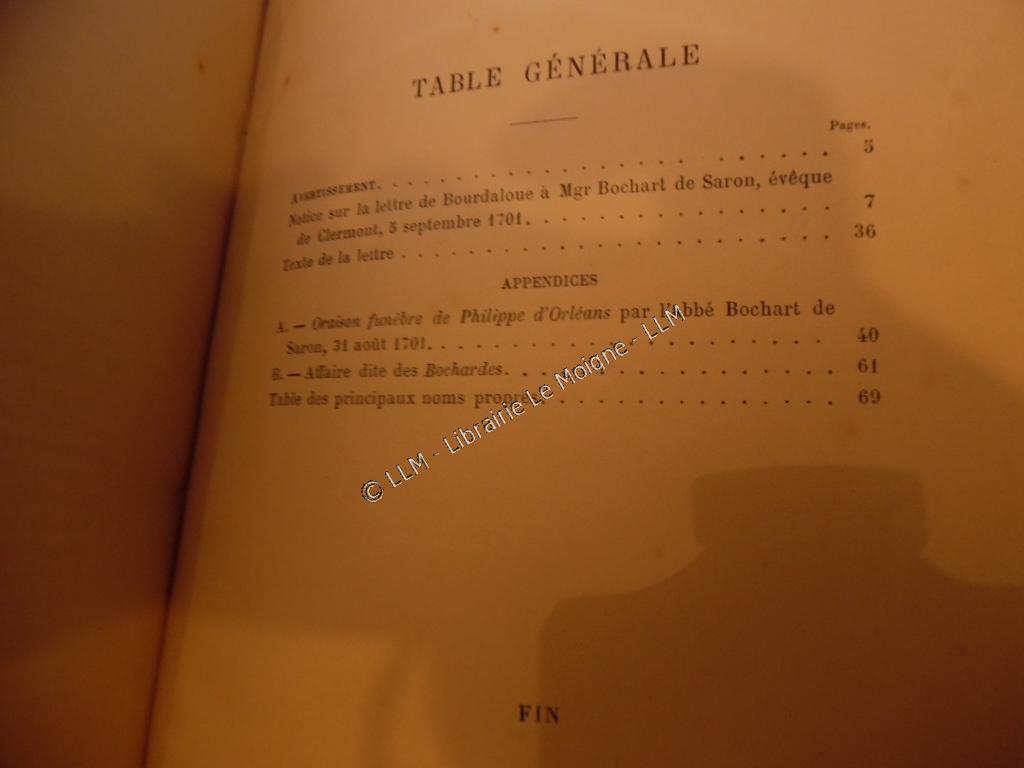 TABLE GÉNÉRALE
Pages.
AVERTISSEMENT. . . . . . . . . . . . . . . . . . . . . . . . 5
Notice sur la lettre de Bourdaloue à Mgr Bochart de Saron, évêque
de Clermont, 5 septembre 1701. . . . . . . . . . . . . . . . . 7
Texte de la lettre . . . . . . . . . . . . . . . . . . . . . . . 36
APPENDICES
A. — Oraison funèbre de Philippe d'Orléans par l'abbé Bochart de
Saron, 31 août 1701. . . . . . . . . . . . . . . . . . . . . . 40
B. — Affaire dite des Bochardes. . . . . . . . . . . . . . . . . . 61
Table des principaux noms propres. . . . . . . . . . . . . . . . 69
© LLM - Librairie Le Moigne - LLM
FIN